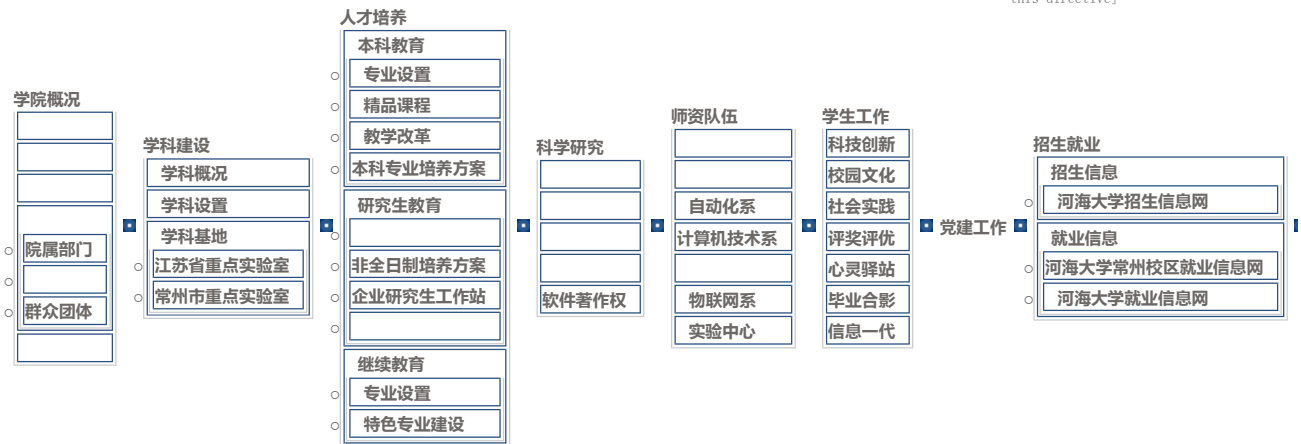 this directive]
学院概况
院属部门
群众团体
学科建设
学科概况
学科设置
学科基地
江苏省重点实验室
常州市重点实验室
人才培养
本科教育
专业设置
精品课程
教学改革
本科专业培养方案
研究生教育
非全日制培养方案
企业研究生工作站
继续教育
专业设置
特色专业建设
科学研究
软件著作权
师资队伍
自动化系
计算机技术系
物联网系
实验中心
学生工作
科技创新
校园文化
社会实践
评奖评优
心灵驿站
毕业合影
信息一代
党建工作
招生就业
招生信息
河海大学招生信息网
就业信息
河海大学常州校区就业信息网
河海大学就业信息网